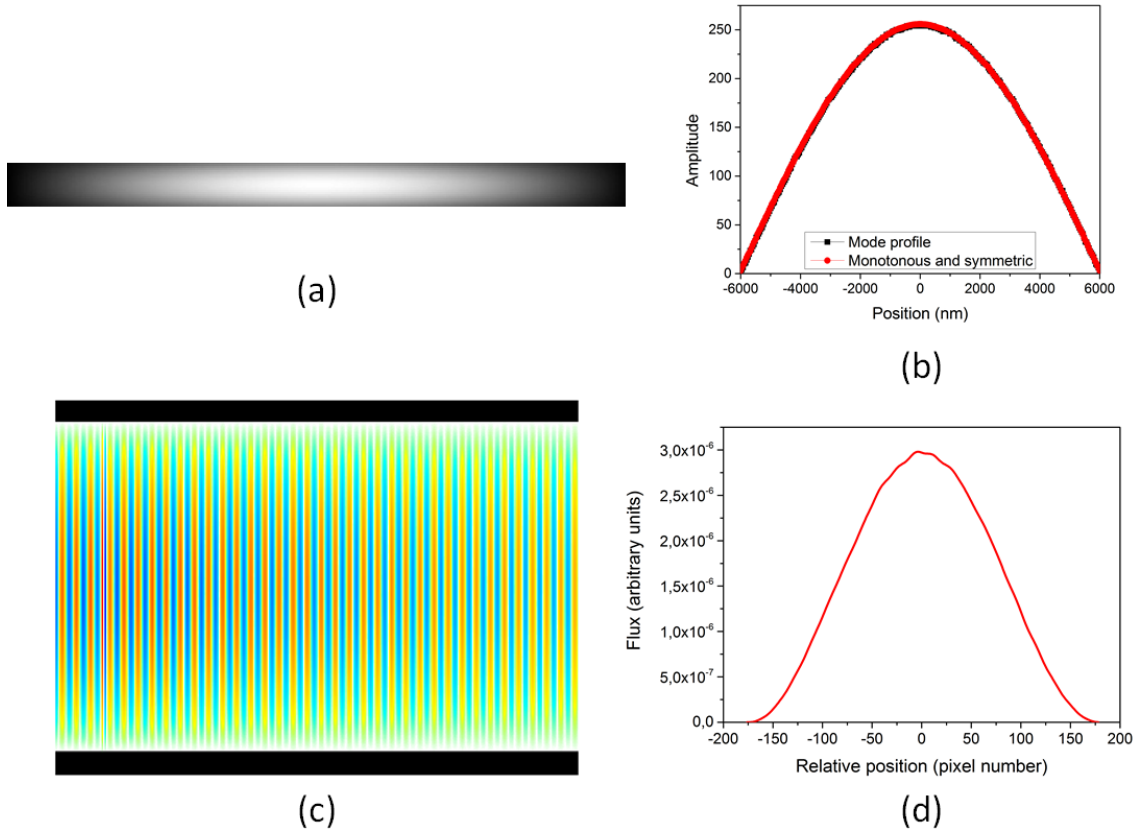 (a)
250
200
150
100
50
0
Amplitude
Mode profile
Monotonous and symmetric
-6000 -4000 -2000 0 2000 4000 6000
Position (nm)
(b)
(c)
3,0x10⁻⁶
2,5x10⁻⁶
2,0x10⁻⁶
1,5x10⁻⁶
1,0x10⁻⁶
5,0x10⁻⁷
0,0
Flux (arbitrary units)
-200 -150 -100 -50 0 50 100 150 200
Relative position (pixel number)
(d)